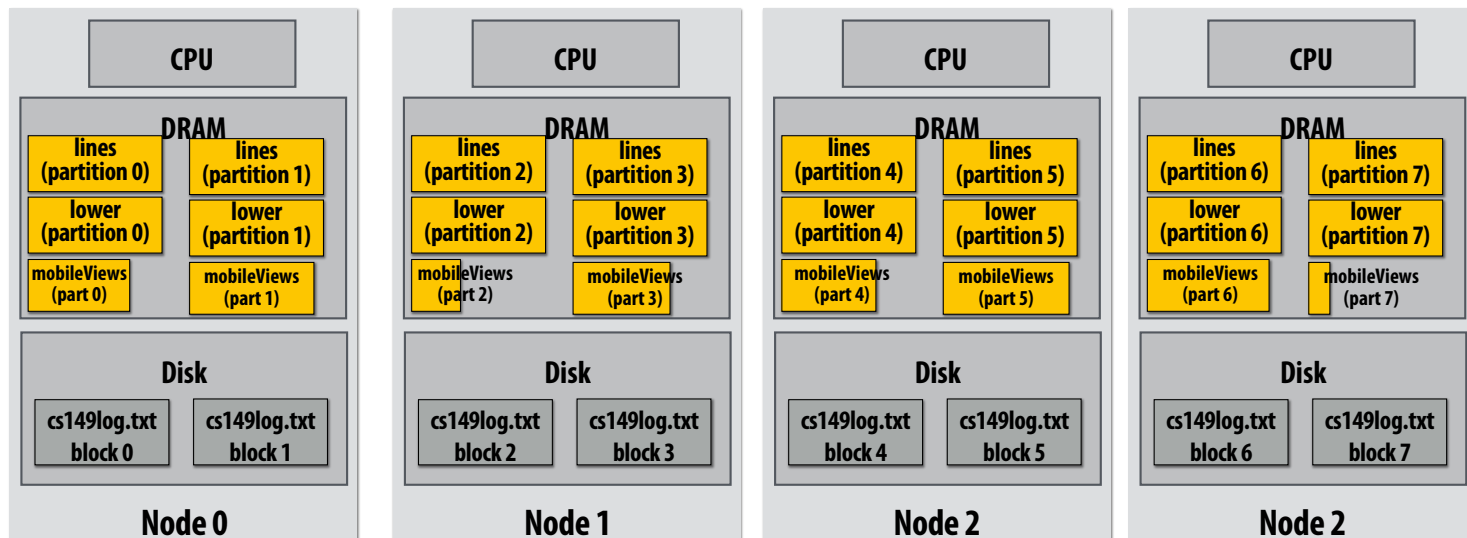 CPU
DRAM
lines
(partition 0)
lines
(partition 1)
lower
(partition 0)
lower
(partition 1)
mobileViews
(part 0)
mobileViews
(part 1)
Disk
cs149log.txt
block 0
cs149log.txt
block 1
Node 0
CPU
DRAM
lines
(partition 2)
lines
(partition 3)
lower
(partition 2)
lower
(partition 3)
mobileViews
(part 2)
mobileViews
(part 3)
Disk
cs149log.txt
block 2
cs149log.txt
block 3
Node 1
CPU
DRAM
lines
(partition 4)
lines
(partition 5)
lower
(partition 4)
lower
(partition 5)
mobileViews
(part 4)
mobileViews
(part 5)
Disk
cs149log.txt
block 4
cs149log.txt
block 5
Node 2
CPU
DRAM
lines
(partition 6)
lines
(partition 7)
lower
(partition 6)
lower
(partition 7)
mobileViews
(part 6)
mobileViews
(part 7)
Disk
cs149log.txt
block 6
cs149log.txt
block 7
Node 2